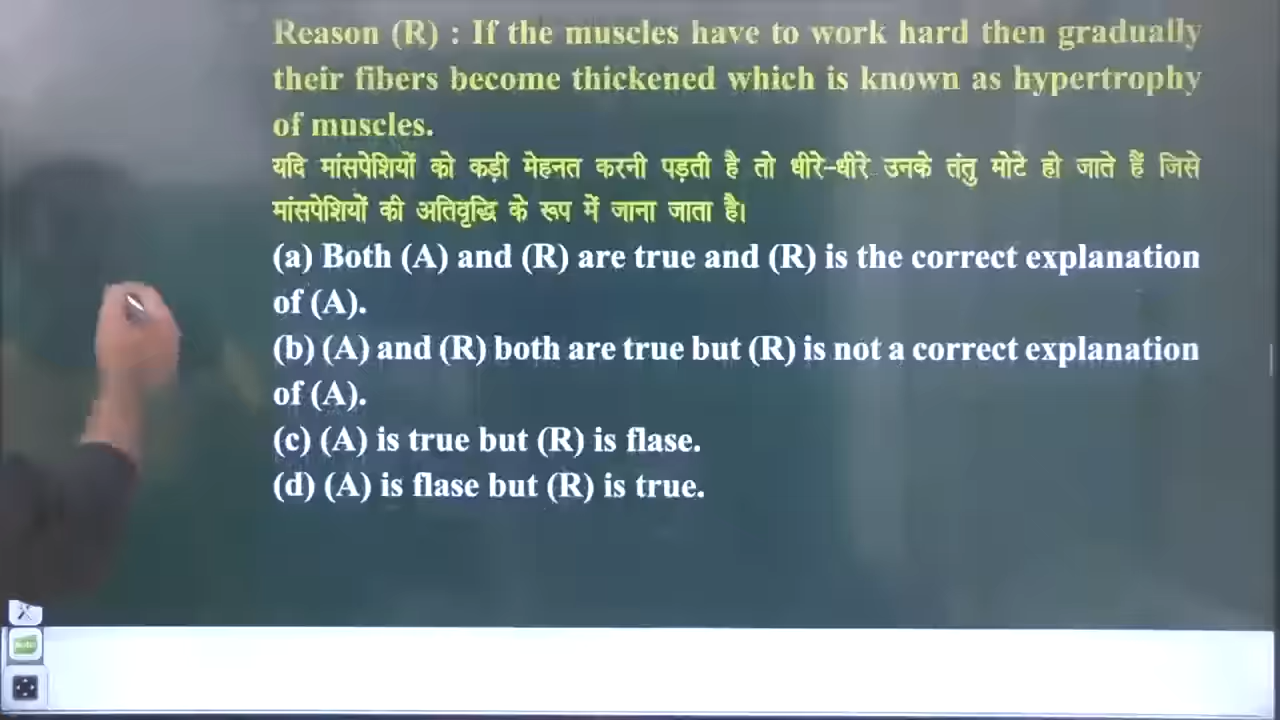 Reason (R) : If the muscles have to work hard then gradually
their fibers become thickened which is known as hypertrophy
of muscles.
यदि मांसपेशियों को कड़ी मेहनत करनी पड़ती है तो धीरे-धीरे उनके तंतु मोटे हो जाते हैं जिसे
मांसपेशियों की अतिवृद्धि के रूप में जाना जाता है।
(a) Both (A) and (R) are true and (R) is the correct explanation
of (A).
(b) (A) and (R) both are true but (R) is not a correct explanation
of (A).
(c) (A) is true but (R) is flase.
(d) (A) is flase but (R) is true.